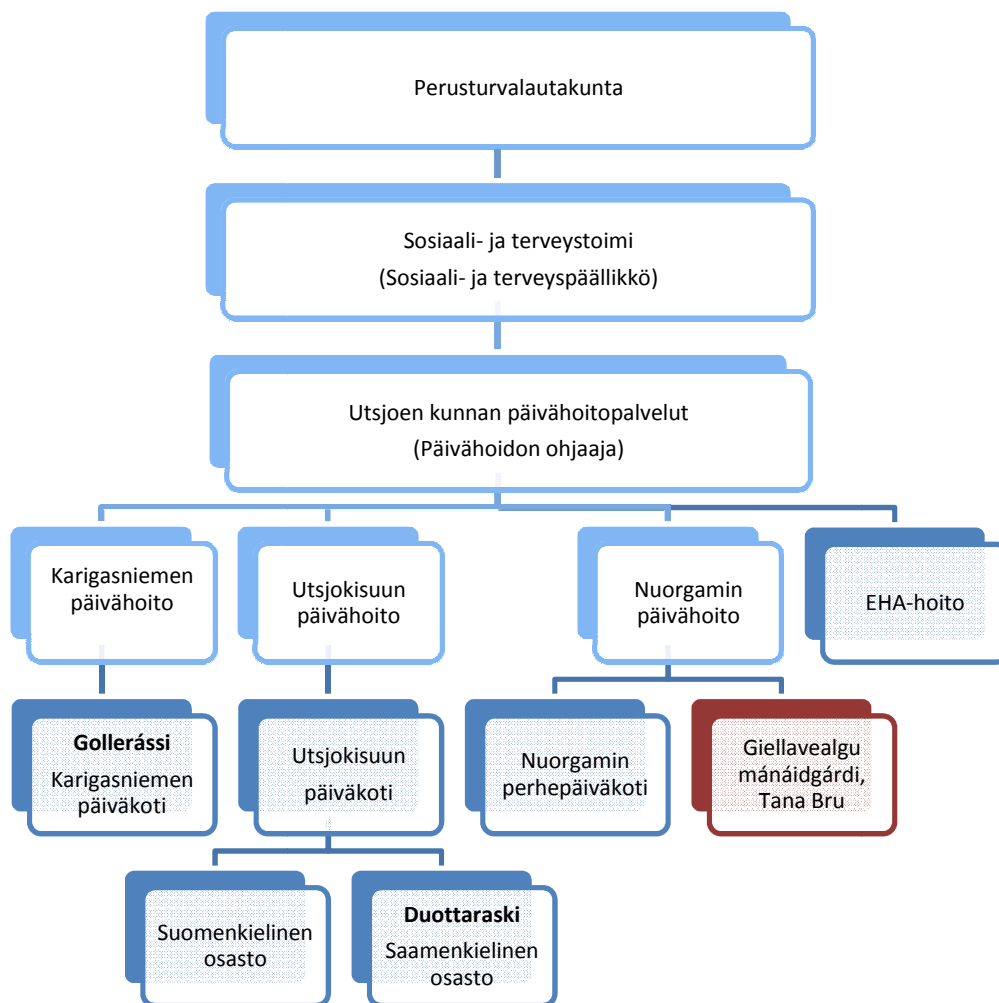 Perusturvalautakunta
Sosiaali- ja terveystoimi
(Sosiaali- ja terveyspäällikkö)
Utsjoen kunnan päivähoitopalvelut
(Päivähoidon ohjaaja)
Karigasniemen
päivähoito
Utsjokisuun
päivähoito
Nuorgamin
päivähoito
EHA-hoito
Gollerássi
Karigasniemen
päiväkoti
Utsjokisuun
päiväkoti
Nuorgamin
perhepäiväkoti
Giellavealgu
mánáidgárdi,
Tana Bru
Suomenkielinen
osasto
Duottaraski
Saamenkielinen
osasto